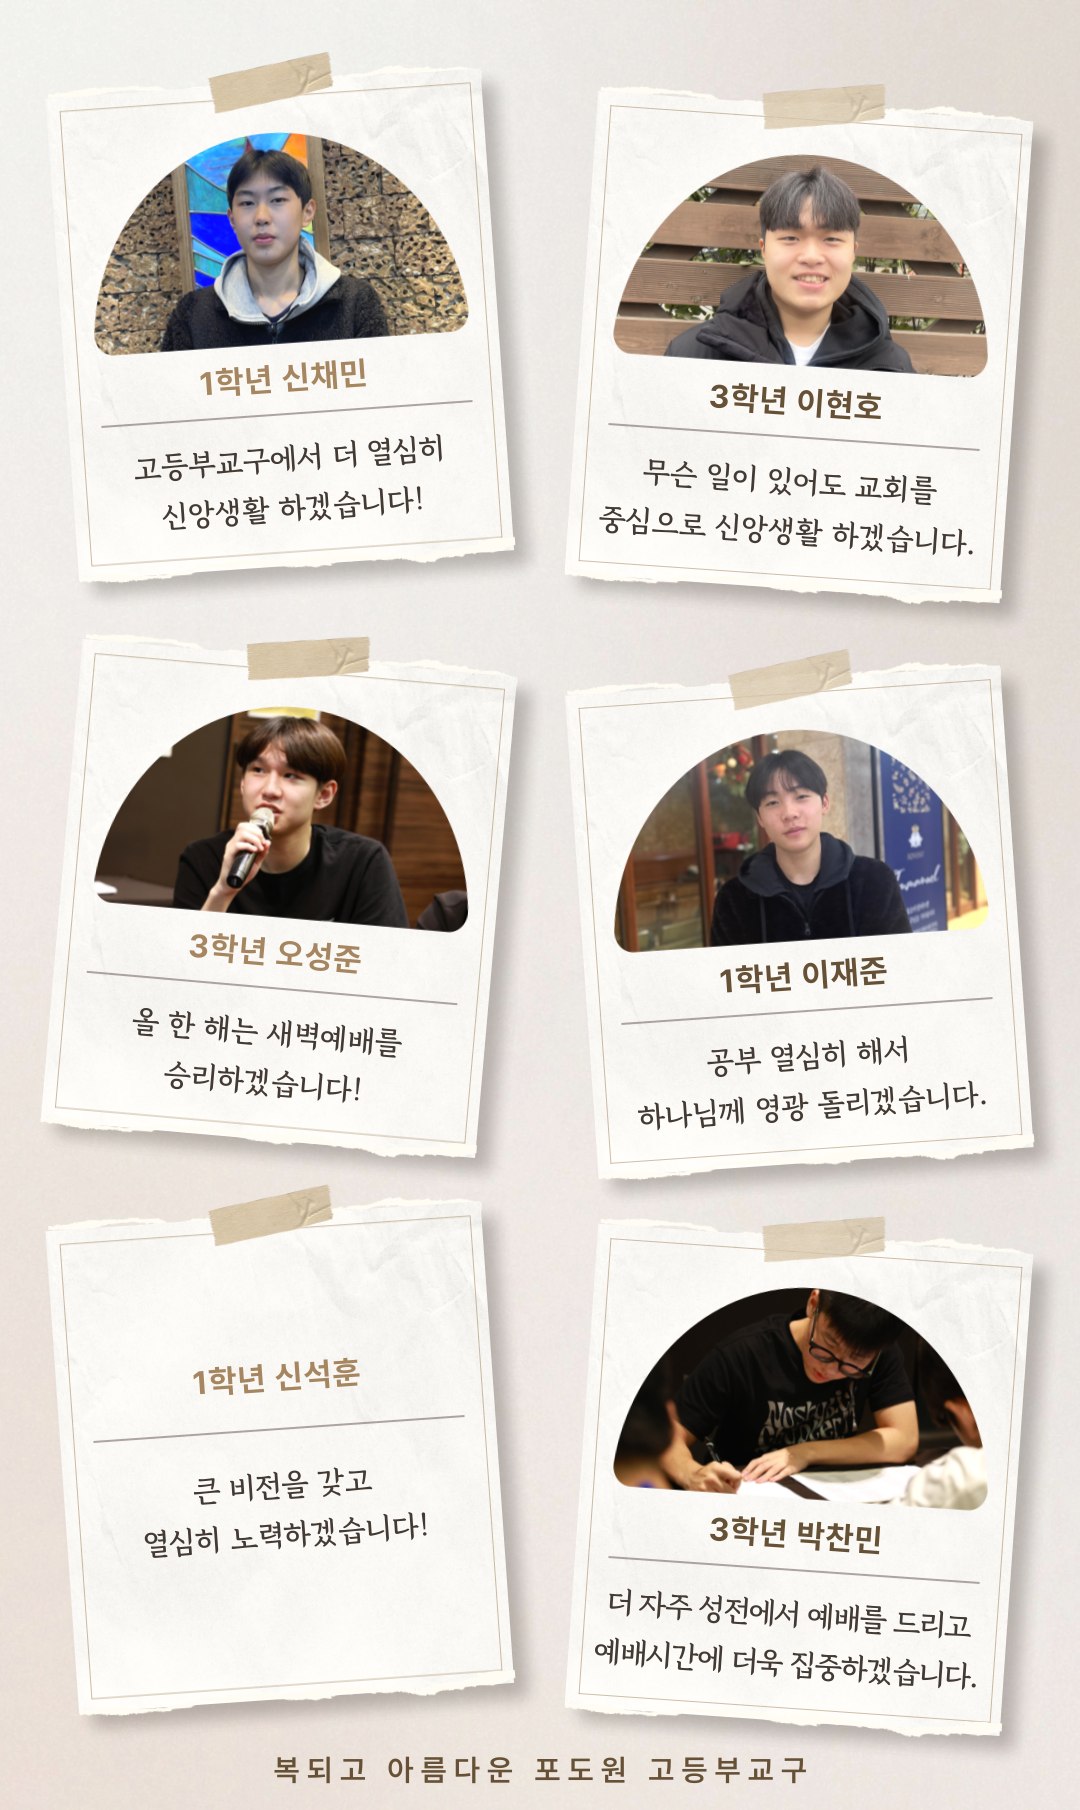 1학년 신채민
고등부교구에서 더 열심히
신앙생활 하겠습니다!
3학년 이현호
무슨 일이 있어도 교회를
중심으로 신앙생활 하겠습니다.
3학년 오성준
올 한 해는 새벽예배를
승리하겠습니다!
1학년 이재준
공부 열심히 해서
하나님께 영광 돌리겠습니다.
1학년 신석훈
큰 비전을 갖고
열심히 노력하겠습니다!
3학년 박찬민
더 자주 성전에서 예배를 드리고
예배시간에 더욱 집중하겠습니다.
복되고 아름다운 포도원 고등부교구